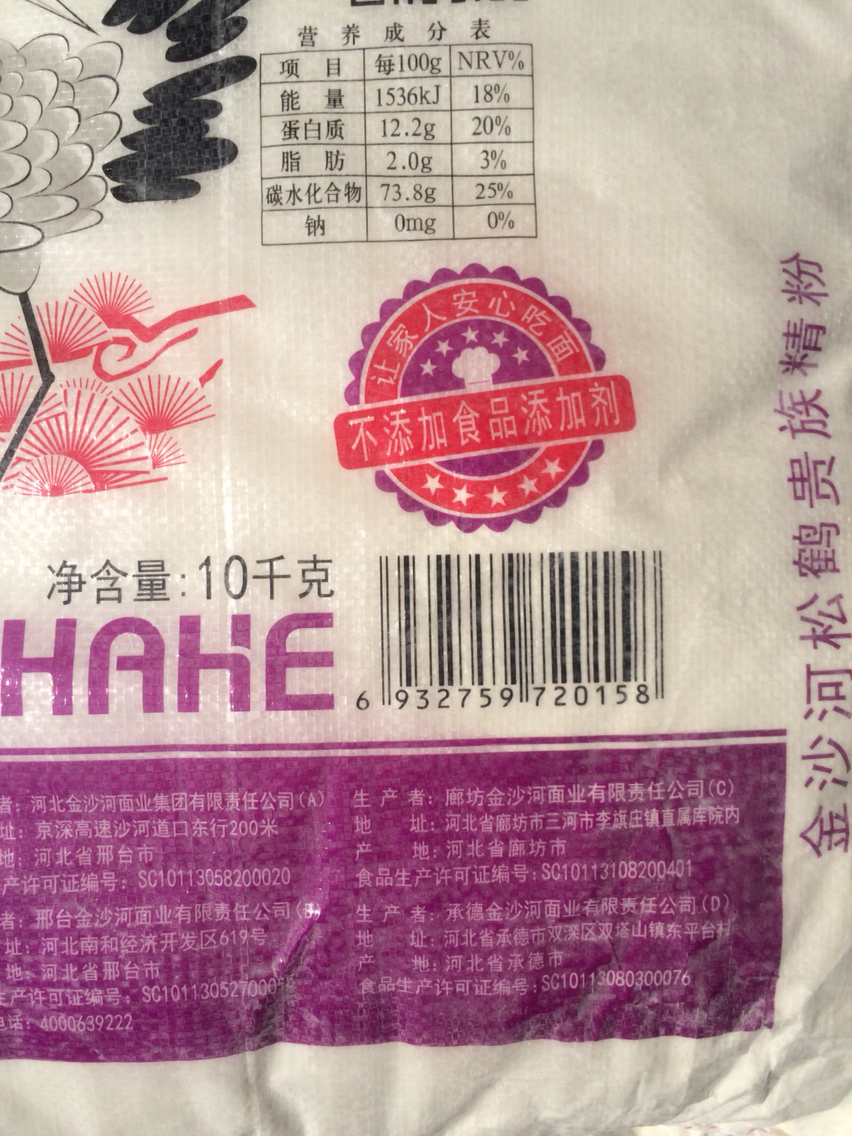 营养成分表
项 目 每100g NRV%
能 量 1536kJ 18%
蛋白质 12.2g 20%
脂 肪 2.0g 3%
碳水化合物 73.8g 25%
钠 0mg 0%
让家人安心吃面
不添加食品添加剂
净含量:10千克
HAKE
6 932759 720158
金沙河松鹤贵族精粉
者: 河北金沙河面业集团有限责任公司(A)
址: 京深高速沙河道口东行200米
地: 河北省邢台市
产许可证编号: SC10113058200020
者: 邢台金沙河面业有限责任公司
址: 河北南和经济开发区619号
地: 河北省邢台市
生产许可证编号:
电话: 4000639222
生 产 者: 廊坊金沙河面业有限责任公司(C)
地 址: 河北省廊坊市三河市李旗庄镇直属库院内
产 地: 河北省廊坊市
食品生产许可证编号: SC10113108200401
生 产 者: 承德金沙河面业有限责任公司(D)
地 址: 河北省承德市双滦区双塔山镇东平台村
产 地: 河北省承德市
食品生产许可证编号: SC10113080300076